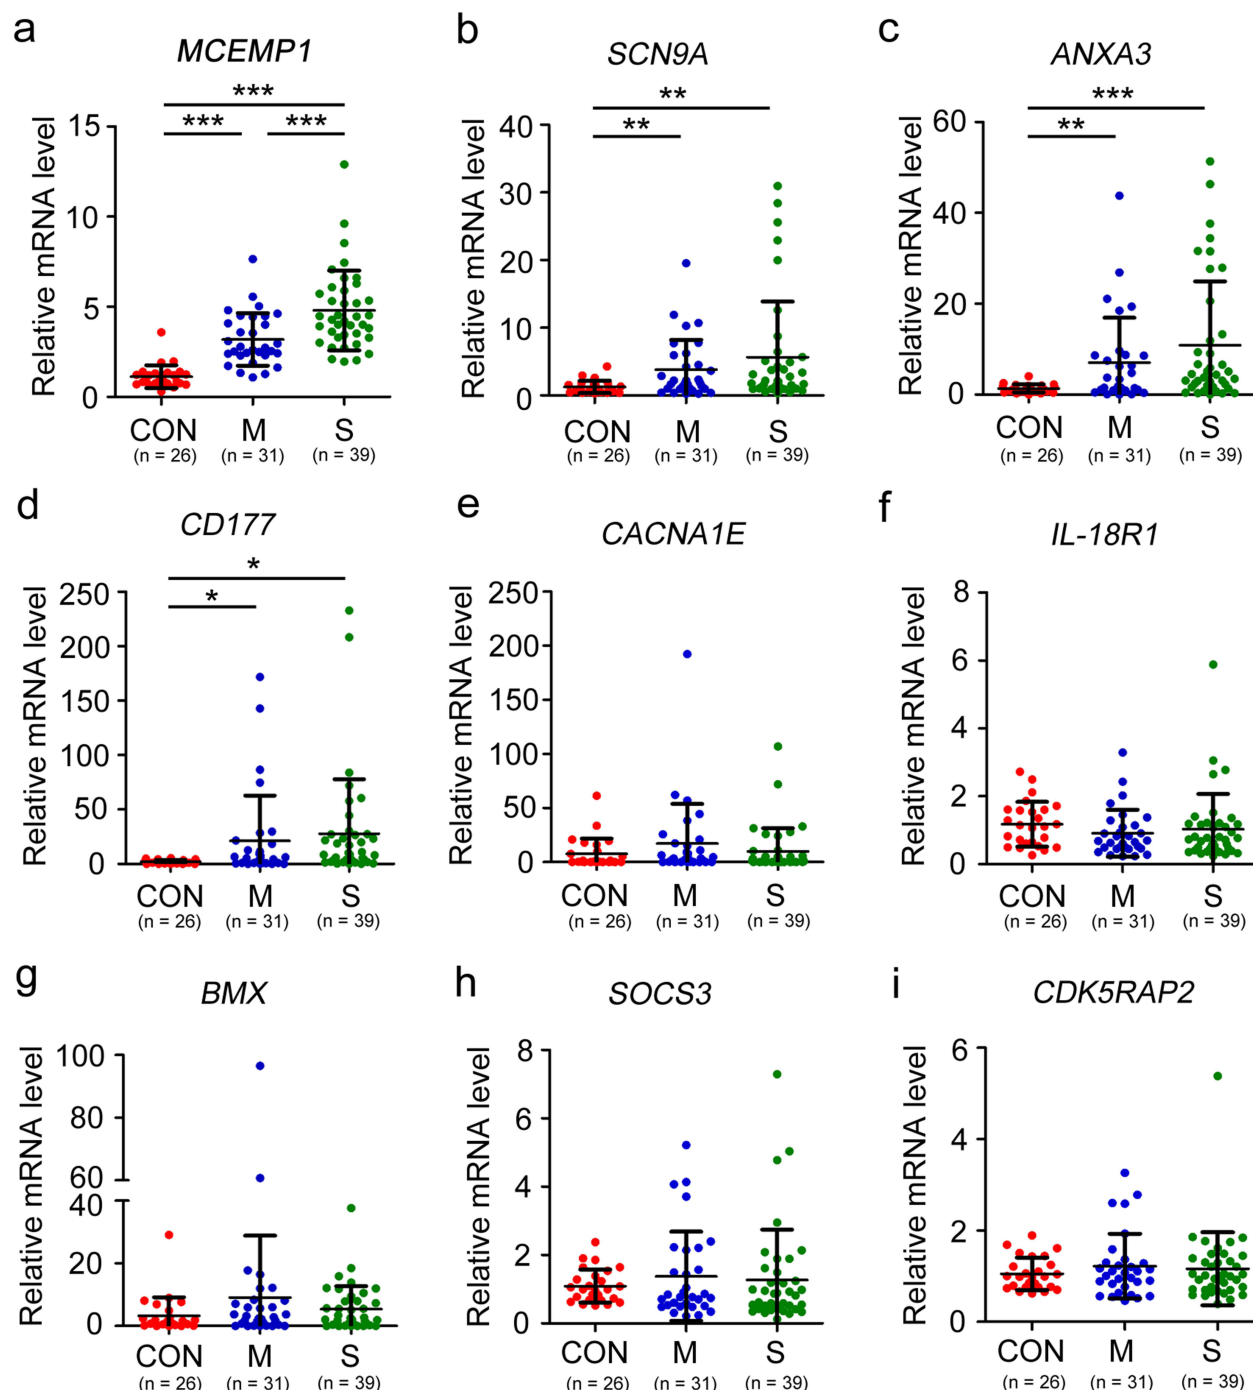 a
MCEMP1
***
***
***
Relative mRNA level
15
10
5
0
CON
M
S
(n = 26)
(n = 31)
(n = 39)
b
SCN9A
**
**
Relative mRNA level
40
30
20
10
0
CON
M
S
(n = 26)
(n = 31)
(n = 39)
c
ANXA3
***
**
Relative mRNA level
60
40
20
0
CON
M
S
(n = 26)
(n = 31)
(n = 39)
d
CD177
*
*
Relative mRNA level
250
200
150
100
50
0
CON
M
S
(n = 26)
(n = 31)
(n = 39)
e
CACNA1E
Relative mRNA level
250
200
150
100
50
0
CON
M
S
(n = 26)
(n = 31)
(n = 39)
f
IL-18R1
Relative mRNA level
8
6
4
2
0
CON
M
S
(n = 26)
(n = 31)
(n = 39)
g
BMX
Relative mRNA level
100
80
60
40
20
0
CON
M
S
(n = 26)
(n = 31)
(n = 39)
h
SOCS3
Relative mRNA level
8
6
4
2
0
CON
M
S
(n = 26)
(n = 31)
(n = 39)
i
CDK5RAP2
Relative mRNA level
6
4
2
0
CON
M
S
(n = 26)
(n = 31)
(n = 39)